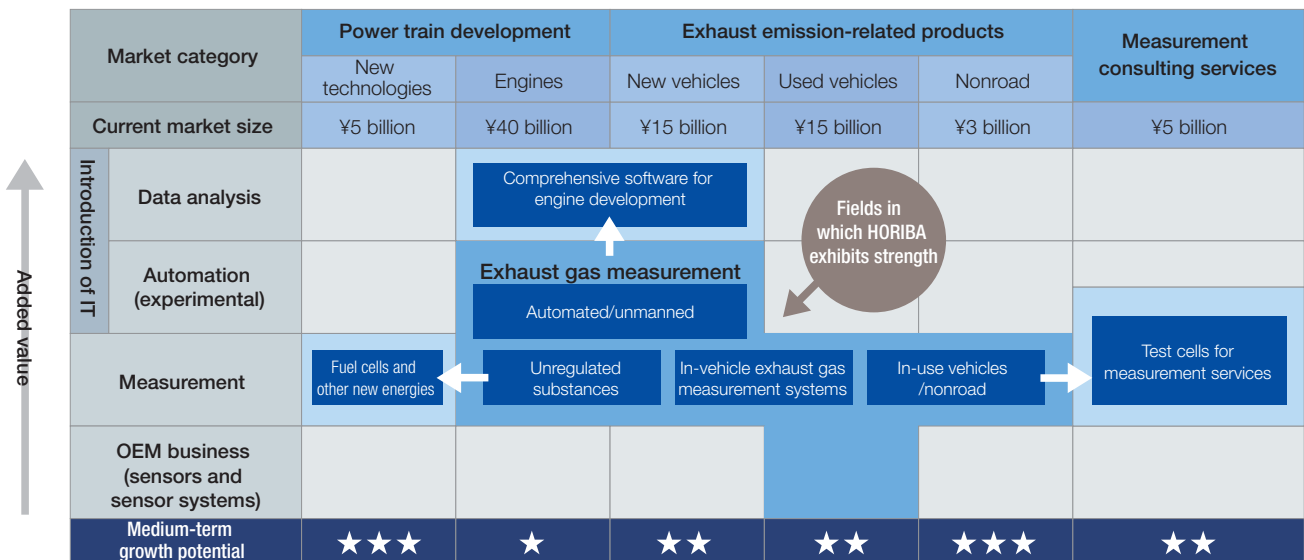 Market category
Power train development
Exhaust emission-related products
Measurement
consulting services
New
technologies
Engines
New vehicles
Used vehicles
Nonroad
Current market size
¥5 billion
¥40 billion
¥15 billion
¥15 billion
¥3 billion
¥5 billion
Added value
Introduction of IT
Data analysis
Comprehensive software for
engine development
Fields in
which HORIBA
exhibits strength
Automation
(experimental)
Exhaust gas measurement
Automated/unmanned
Measurement
Fuel cells and
other new energies
Unregulated
substances
In-vehicle exhaust gas
measurement systems
In-use vehicles
/nonroad
Test cells for
measurement services
OEM business
(sensors and
sensor systems)
Medium-term
growth potential
★★★
★
★★
★★
★★★
★★